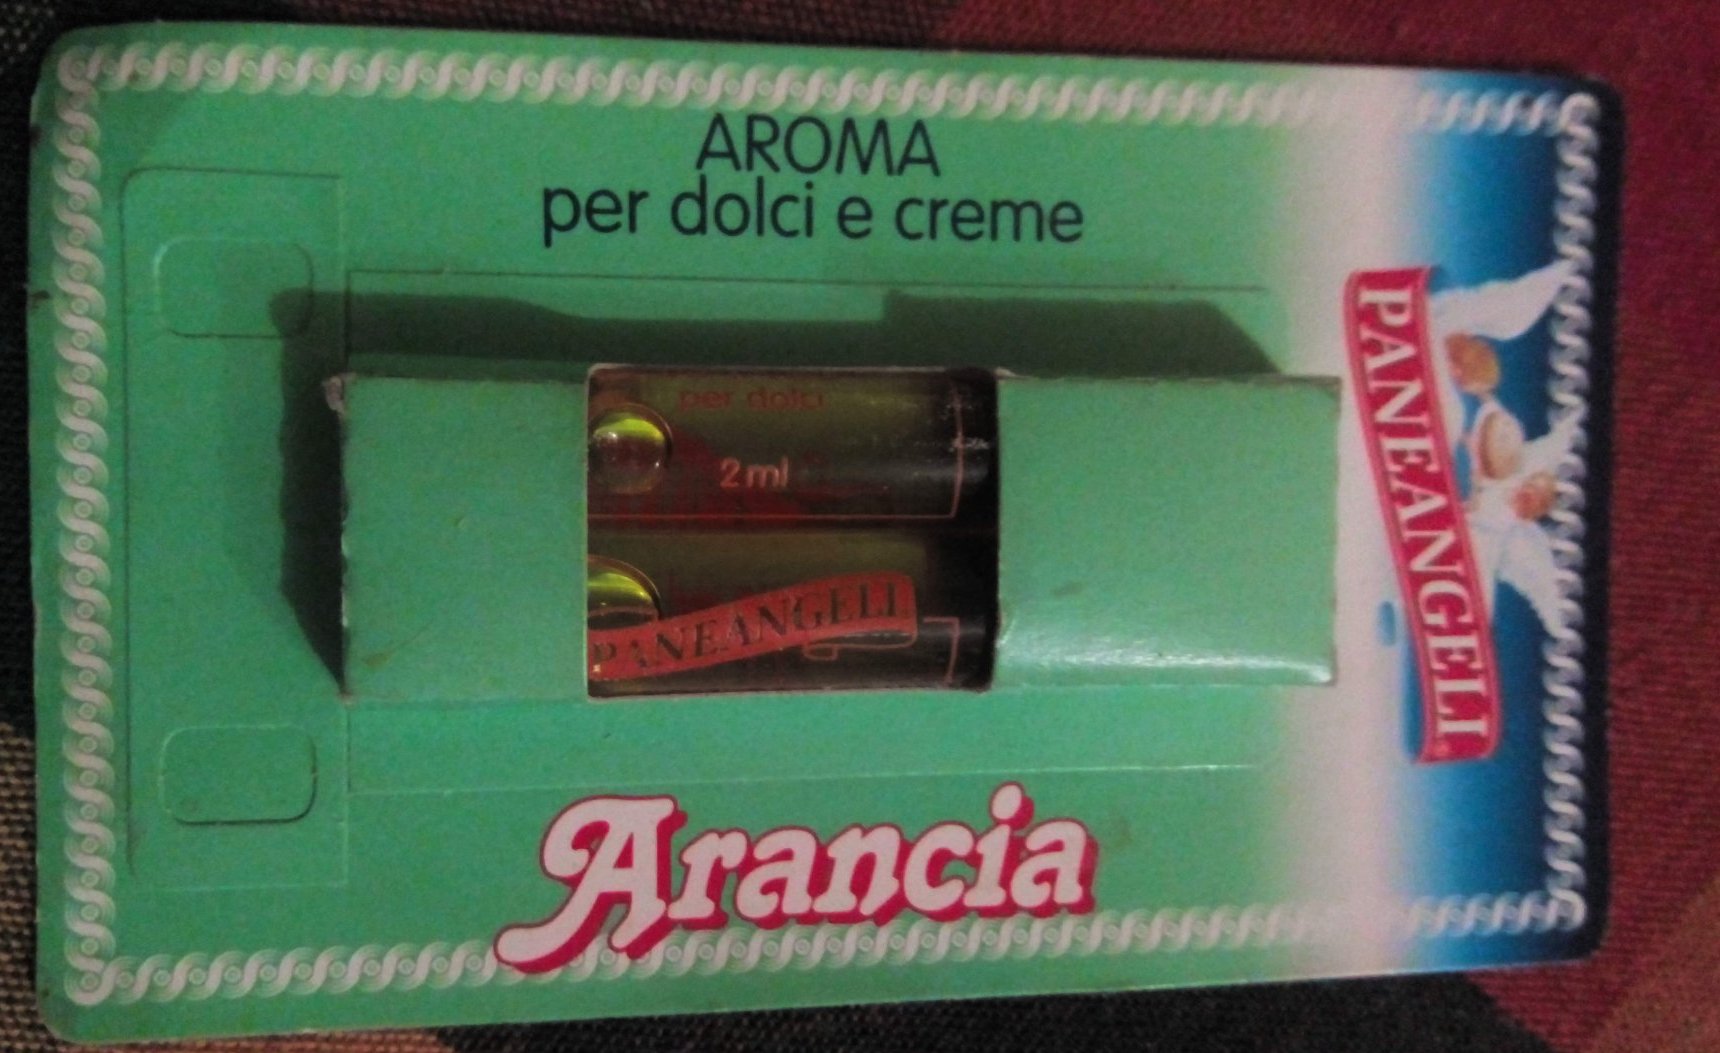 AROMA
per dolci e creme
PANEANGELI
per dolci
2 ml
PANEANGELI
Arancia